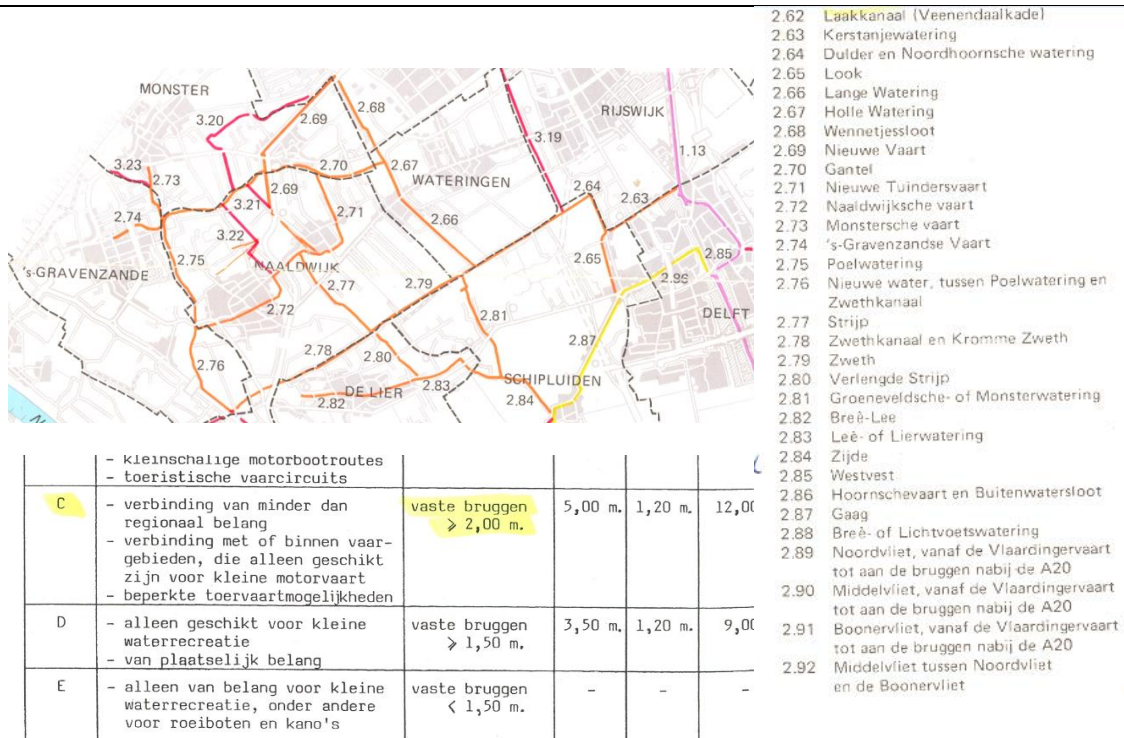 MONSTER
2.68
RIJSWIJK
3.20
2.69
3.19
1.13
3.23
2.73
2.70
2.67
WATERINGEN
2.64
2.63
2.69
3.21
2.71
2.74
2.66
3.22
2.85
2.75
2.65
's-GRAVENZANDE
NAALDWIJK
2.79
2.86
2.77
2.72
2.81
DELFT
2.87
2.78
2.80
2.76
2.83
SCHIPLUIDEN
DE LIER
2.82
2.84
- kleinschalige motorbootroutes
- toeristische vaarcircuits
C
- verbinding van minder dan
regionaal belang
- verbinding met of binnen vaar-
gebieden, die alleen geschikt
zijn voor kleine motorvaart
- beperkte toervaartmogelijkheden
vaste bruggen
⩾ 2,00 m.
5,00 m.
1,20 m.
12,00
D
- alleen geschikt voor kleine
waterrecreatie
- van plaatselijk belang
vaste bruggen
⩾ 1,50 m.
3,50 m.
1,20 m.
9,00
E
- alleen van belang voor kleine
waterrecreatie, onder andere
voor roeiboten en kano's
vaste bruggen
< 1,50 m.
-
-
-
2.62 Laakkanaal (Veenendaalkade)
2.63 Kerstanjewatering
2.64 Dulder en Noordhoornsche watering
2.65 Look
2.66 Lange Watering
2.67 Holle Watering
2.68 Wennetjessloot
2.69 Nieuwe Vaart
2.70 Gantel
2.71 Nieuwe Tuindersvaart
2.72 Naaldwijksche vaart
2.73 Monstersche vaart
2.74 's-Gravenzandse Vaart
2.75 Poelwatering
2.76 Nieuwe water, tussen Poelwatering en
Zwethkanaal
2.77 Strijp
2.78 Zwethkanaal en Kromme Zweth
2.79 Zweth
2.80 Verlengde Strijp
2.81 Groeneveldsche- of Monsterwatering
2.82 Breè-Lee
2.83 Leè- of Lierwatering
2.84 Zijde
2.85 Westvest
2.86 Hoornschevaart en Buitenwatersloot
2.87 Gaag
2.88 Breè- of Lichtvoetswatering
2.89 Noordvliet, vanaf de Vlaardingervaart
tot aan de bruggen nabij de A20
2.90 Middelvliet, vanaf de Vlaardingervaart
tot aan de bruggen nabij de A20
2.91 Boonervliet, vanaf de Vlaardingervaart
tot aan de bruggen nabij de A20
2.92 Middelvliet tussen Noordvliet
en de Boonervliet